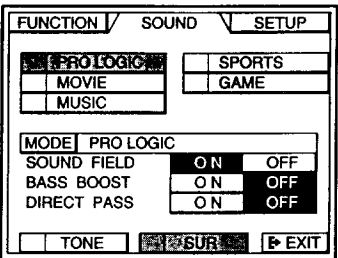 FUNCTION SOUND SETUP
PRO LOGIC SPORTS
MOVIE GAME
MUSIC
MODE PRO LOGIC
SOUND FIELD ON OFF
BASS BOOST ON OFF
DIRECT PASS ON OFF
TONE SUR EXIT